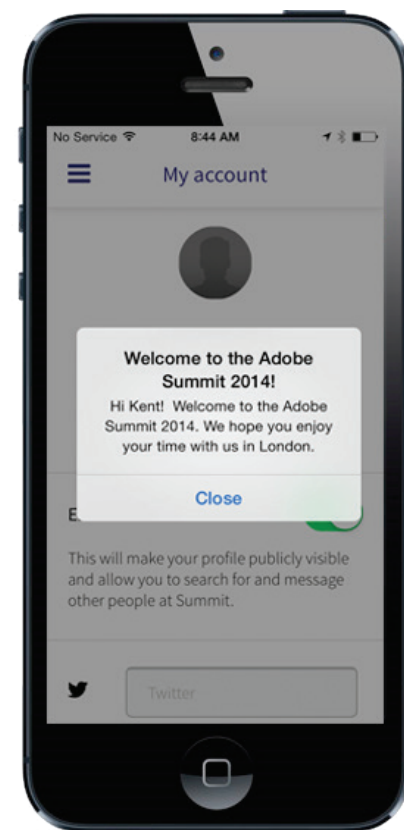 No Service 8:44 AM
My account
Welcome to the Adobe
Summit 2014!
Hi Kent! Welcome to the Adobe
Summit 2014. We hope you enjoy
your time with us in London.
Close
E
This will make your profile publicly visible
and allow you to search for and message
other people at Summit.
Twitter